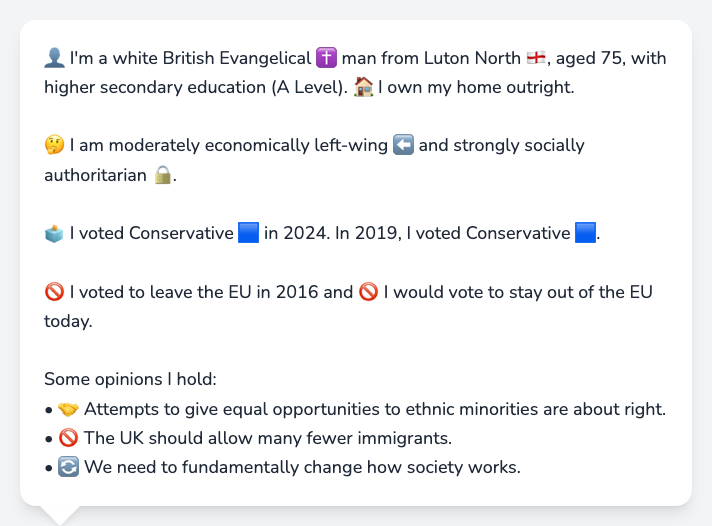 👤 I'm a white British Evangelical ✝️ man from Luton North 🏴󠁧󠁢󠁥󠁮󠁧󠁿, aged 75, with
higher secondary education (A Level). 🏠 I own my home outright.
🤔 I am moderately economically left-wing ⬅️ and strongly socially
authoritarian 🔒.
🗳️ I voted Conservative 🟦 in 2024. In 2019, I voted Conservative 🟦.
🚫 I voted to leave the EU in 2016 and 🚫 I would vote to stay out of the EU
today.
Some opinions I hold:
• 🤝 Attempts to give equal opportunities to ethnic minorities are about right.
• 🚫 The UK should allow many fewer immigrants.
• 🔄 We need to fundamentally change how society works.